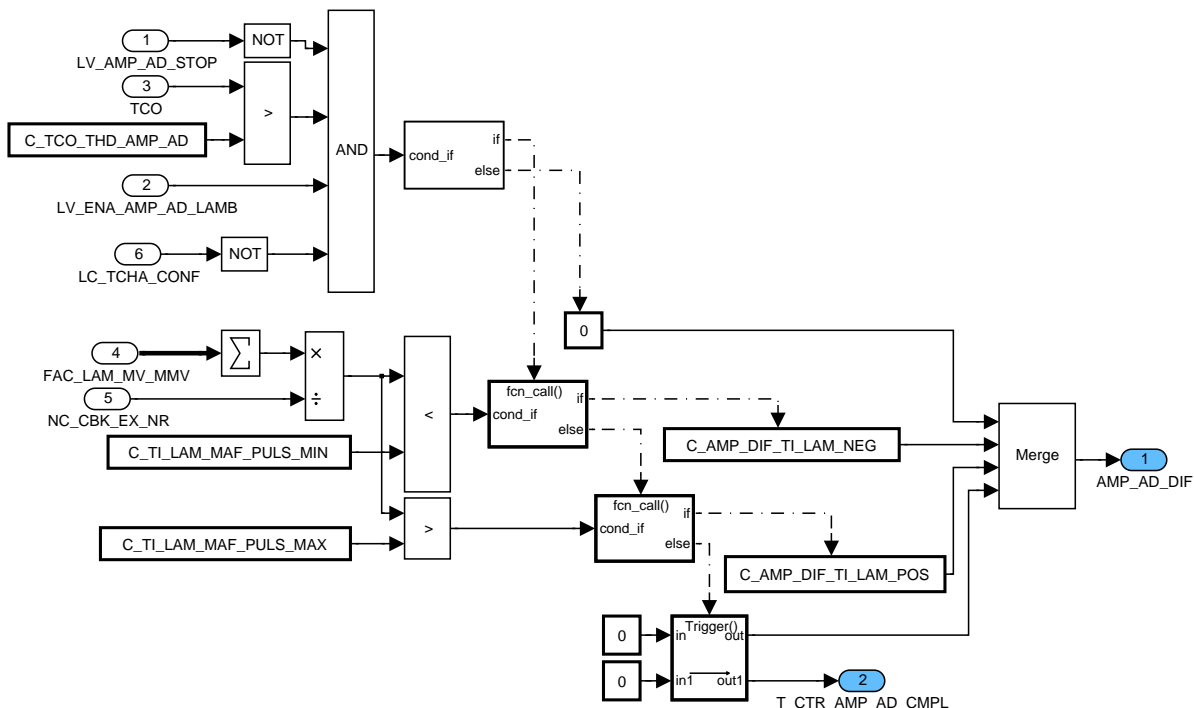 1
NOT
LV_AMP_AD_STOP
3
TCO
>
C_TCO_THD_AMP_AD
AND
cond_if
if
else
2
LV_ENA_AMP_AD_LAMB
6
NOT
LC_TCHA_CONF
0
4
FAC_LAM_MV_MMV
∑
×
÷
5
NC_CBK_EX_NR
<
C_TI_LAM_MAF_PULS_MIN
fcn_call()
cond_if
if
else
C_AMP_DIF_TI_LAM_NEG
Merge
1
AMP_AD_DIF
>
C_TI_LAM_MAF_PULS_MAX
fcn_call()
cond_if
if
else
C_AMP_DIF_TI_LAM_POS
0
Trigger()
in
out
0
in1
out1
2
T_CTR_AMP_AD_CMPL